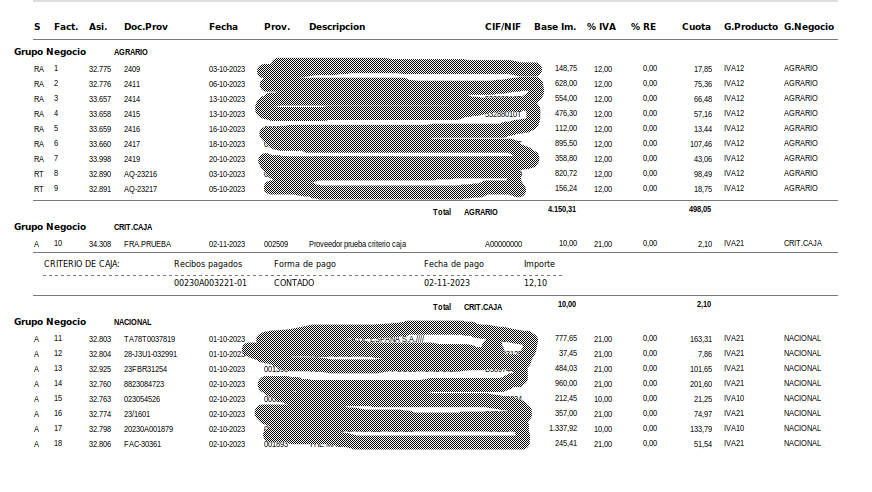 S Fact. Asi. Doc.Prov Fecha Prov. Descripcion CIF/NIF Base Im. % IVA % RE Cuota G.Producto G.Negocio
Grupo Negocio AGRARIO
RA 1 32.775 2409 03-10-2023 148,75 12,00 0,00 17,85 IVA12 AGRARIO
RA 2 32.776 2411 06-10-2023 628,00 12,00 0,00 75,36 IVA12 AGRARIO
RA 3 33.657 2414 13-10-2023 554,00 12,00 0,00 66,48 IVA12 AGRARIO
RA 4 33.658 2415 13-10-2023 476,30 12,00 0,00 57,16 IVA12 AGRARIO
RA 5 33.659 2416 16-10-2023 112,00 12,00 0,00 13,44 IVA12 AGRARIO
RA 6 33.660 2417 18-10-2023 895,50 12,00 0,00 107,46 IVA12 AGRARIO
RA 7 33.998 2419 20-10-2023 358,80 12,00 0,00 43,06 IVA12 AGRARIO
RT 8 32.890 AQ-23216 03-10-2023 820,72 12,00 0,00 98,49 IVA12 AGRARIO
RT 9 32.891 AQ-23217 05-10-2023 156,24 12,00 0,00 18,75 IVA12 AGRARIO
Total AGRARIO 4.150,31 498,05
Grupo Negocio CRIT.CAJA
A 10 34.308 FRA.PRUEBA 02-11-2023 002509 Proveedor prueba criterio caja A00000000 10,00 21,00 0,00 2,10 IVA21 CRIT.CAJA
CRITERIO DE CAJA: Recibos pagados Forma de pago Fecha de pago Importe
00230A003221-01 CONTADO 02-11-2023 12,10
Total CRIT.CAJA 10,00 2,10
Grupo Negocio NACIONAL
A 11 32.803 TA78T0037819 01-10-2023 777,65 21,00 0,00 163,31 IVA21 NACIONAL
A 12 32.804 28-J3U1-032991 01-10-2023 37,45 21,00 0,00 7,86 IVA21 NACIONAL
A 13 32.925 23FBR31254 01-10-2023 484,03 21,00 0,00 101,65 IVA21 NACIONAL
A 14 32.760 8823084723 02-10-2023 960,00 21,00 0,00 201,60 IVA21 NACIONAL
A 15 32.763 023054526 02-10-2023 212,45 10,00 0,00 21,25 IVA10 NACIONAL
A 16 32.774 23/1601 02-10-2023 357,00 21,00 0,00 74,97 IVA21 NACIONAL
A 17 32.798 20230A001879 02-10-2023 1.337,92 10,00 0,00 133,79 IVA10 NACIONAL
A 18 32.806 FAC-30361 02-10-2023 245,41 21,00 0,00 51,54 IVA21 NACIONAL